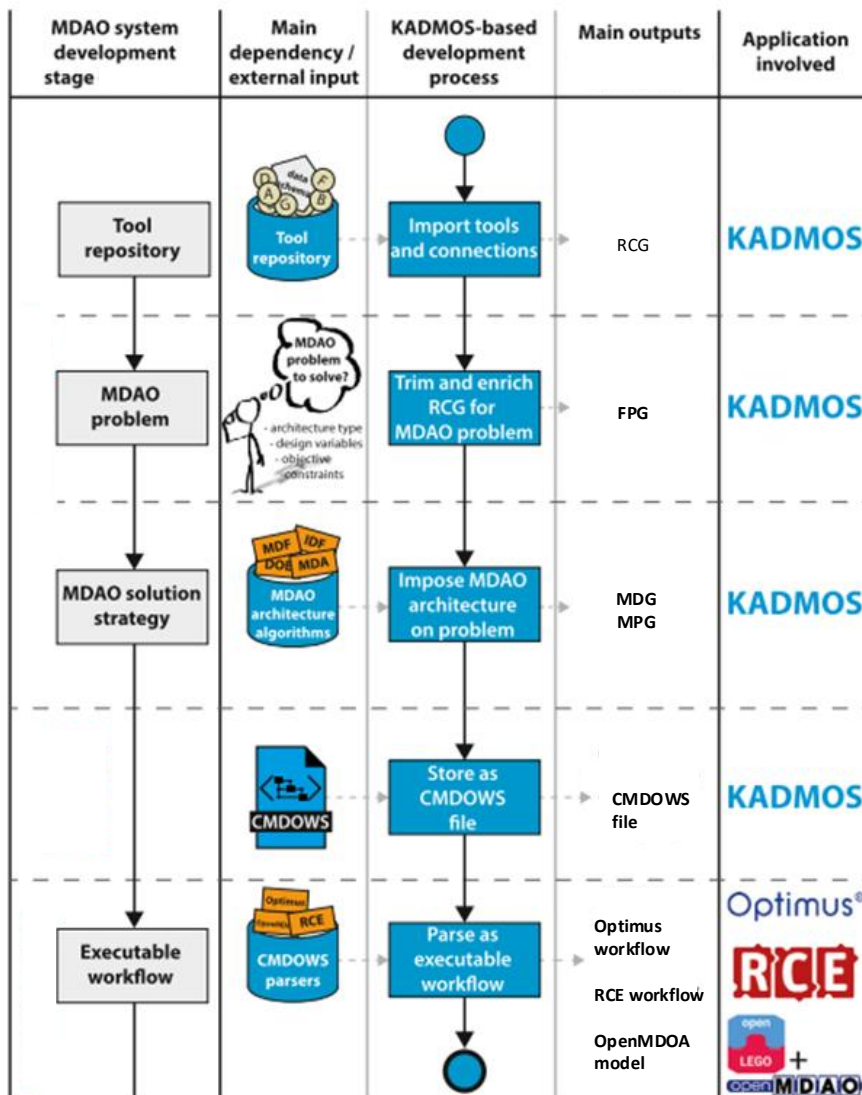 MDAO system
development
stage
Main
dependency /
external input
KADMOS-based
development
process
Main outputs
Application
involved
Tool
repository
D
A
G
data
schema
F
B
Tool
repository
Import tools
and connections
RCG
KADMOS
MDAO
problem
MDAO
problem
to solve?
- architecture type
- design variables
- objective
- constraints
Trim and enrich
RCG for
MDAO problem
FPG
KADMOS
MDAO solution
strategy
MDF
IDF
DOE
MDA
MDAO
architecture
algorithms
Impose MDAO
architecture
on problem
MDG
MPG
KADMOS
CMDOWS
Store as
CMDOWS
file
CMDOWS
file
KADMOS
Executable
workflow
Optimus
RCE
CMDOWS
parsers
Parse as
executable
workflow
Optimus
workflow
RCE workflow
OpenMDOA
model
Optimus®
RCE
open
LEGO
+
openMDAO